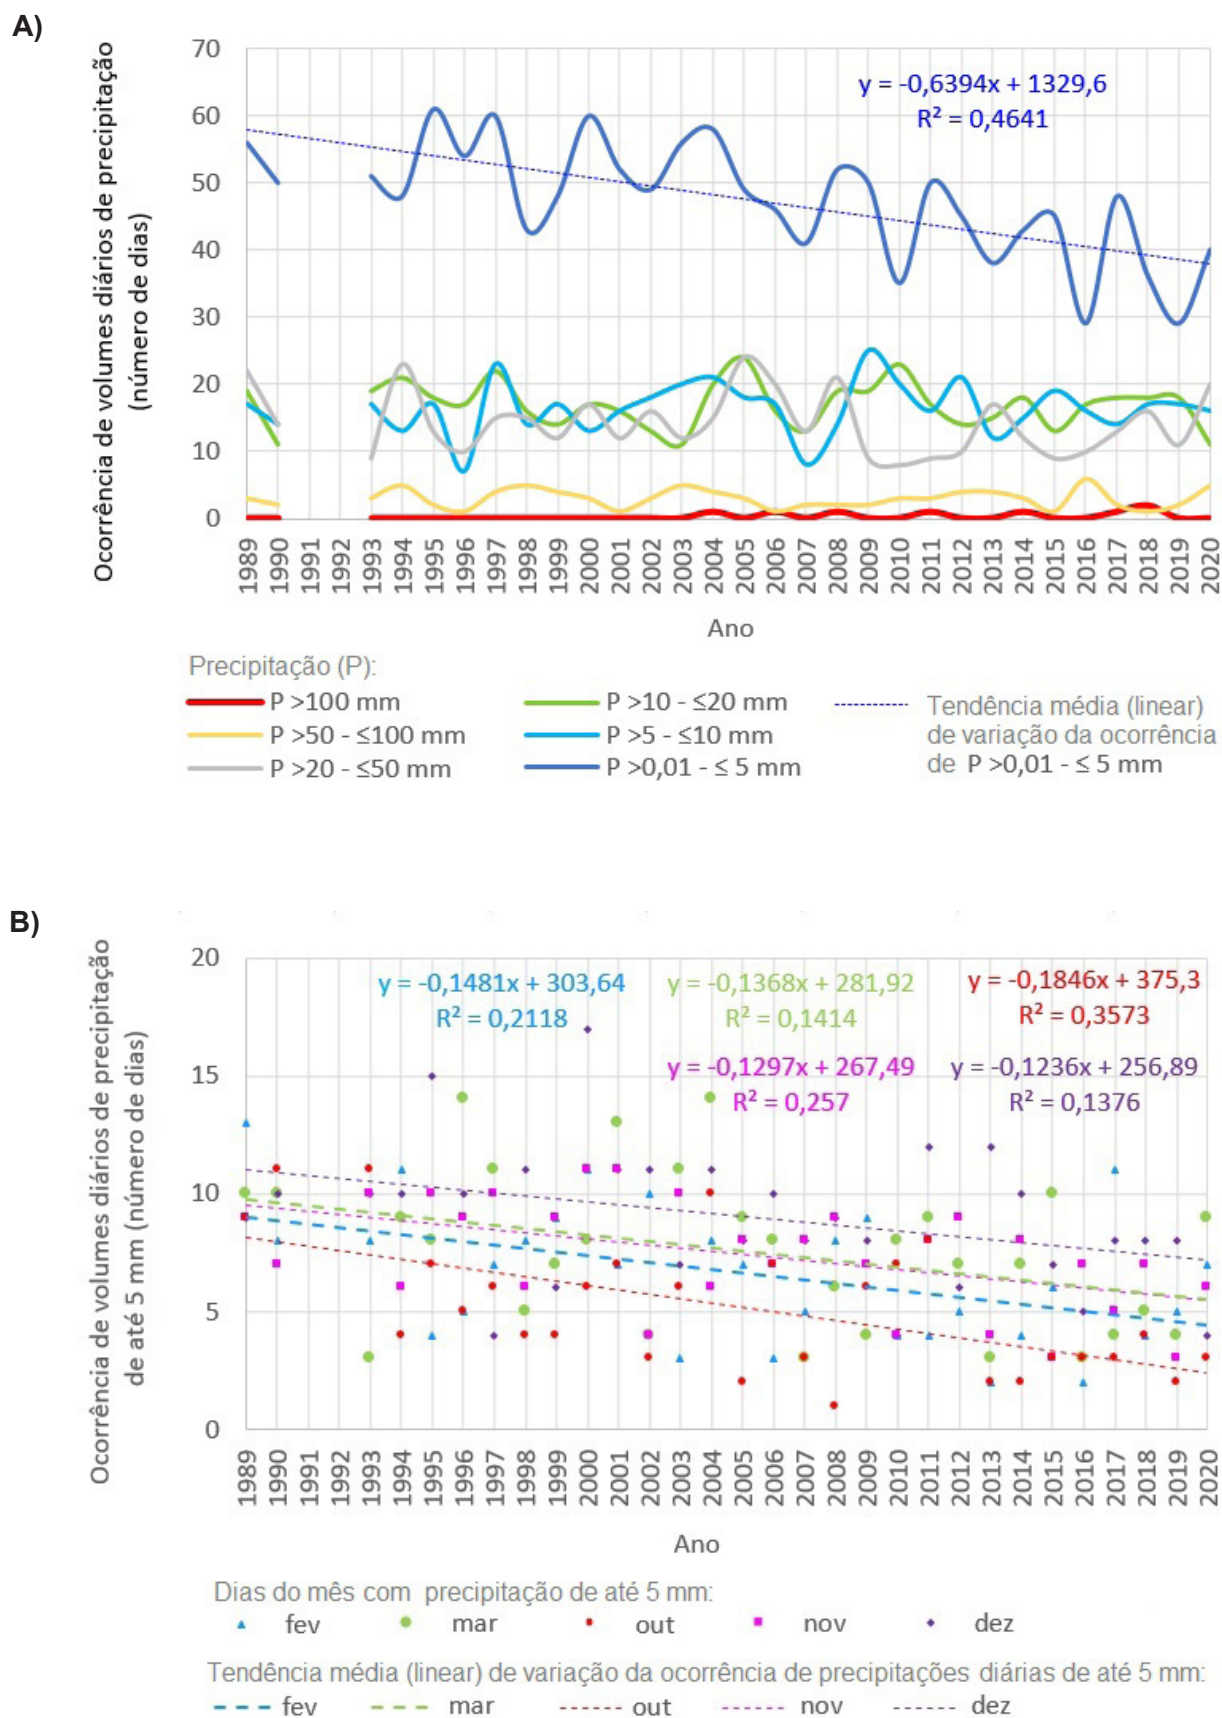 A)
Ocorrência de volumes diários de precipitação
(número de dias)
70
60
50
40
30
20
10
0
y = -0,6394x + 1329,6
R² = 0,4641
1989 1990 1991 1992 1993 1994 1995 1996 1997 1998 1999 2000 2001 2002 2003 2004 2005 2006 2007 2008 2009 2010 2011 2012 2013 2014 2015 2016 2017 2018 2019 2020
Ano
Precipitação (P):
P >100 mm
P >50 - ≤100 mm
P >20 - ≤50 mm
P >10 - ≤20 mm
P >5 - ≤10 mm
P >0,01 - ≤ 5 mm
Tendência média (linear)
de variação da ocorrência
de P >0,01 - ≤ 5 mm
B)
Ocorrência de volumes diários de precipitação
de até 5 mm (número de dias)
20
15
10
5
0
y = -0,1481x + 303,64
R² = 0,2118
y = -0,1368x + 281,92
R² = 0,1414
y = -0,1846x + 375,3
R² = 0,3573
y = -0,1297x + 267,49
R² = 0,257
y = -0,1236x + 256,89
R² = 0,1376
1989 1990 1991 1992 1993 1994 1995 1996 1997 1998 1999 2000 2001 2002 2003 2004 2005 2006 2007 2008 2009 2010 2011 2012 2013 2014 2015 2016 2017 2018 2019 2020
Ano
Dias do mês com precipitação de até 5 mm:
fev mar out nov dez
Tendência média (linear) de variação da ocorrência de precipitações diárias de até 5 mm:
fev mar out nov dez